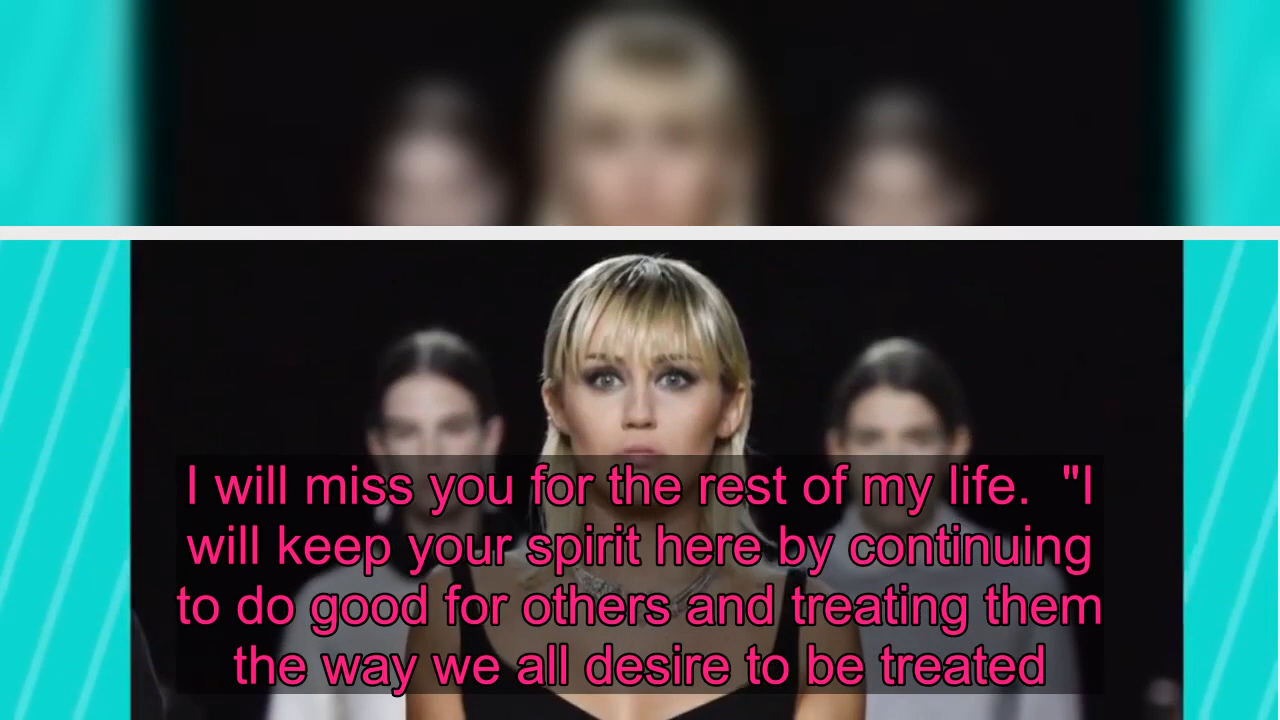 I will miss you for the rest of my life.  "I
will keep your spirit here by continuing
to do good for others and treating them
the way we all desire to be treated